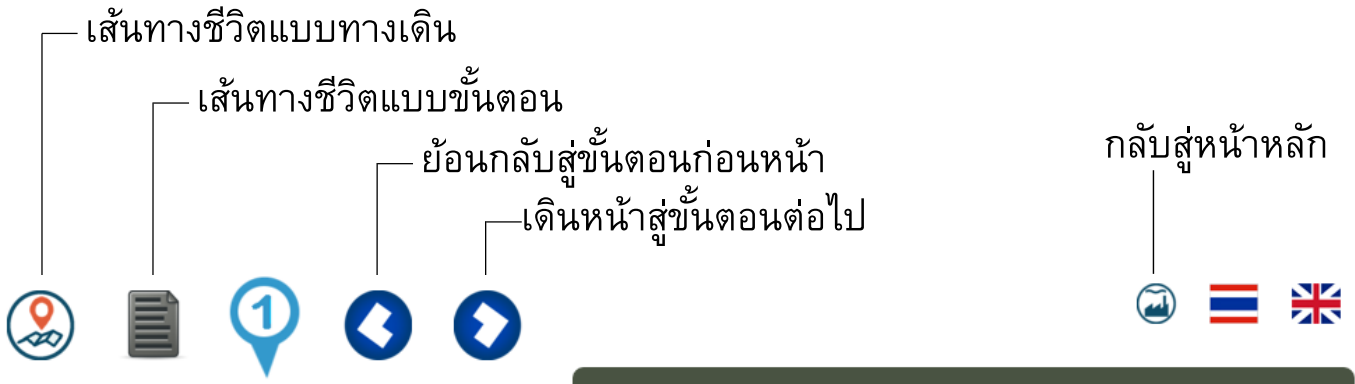 เส้นทางชีวิตแบบทางเดิน
เส้นทางชีวิตแบบขั้นตอน
ย้อนกลับสู่ขั้นตอนก่อนหน้า
กลับสู่หน้าหลัก
เดินหน้าสู่ขั้นตอนต่อไป
1